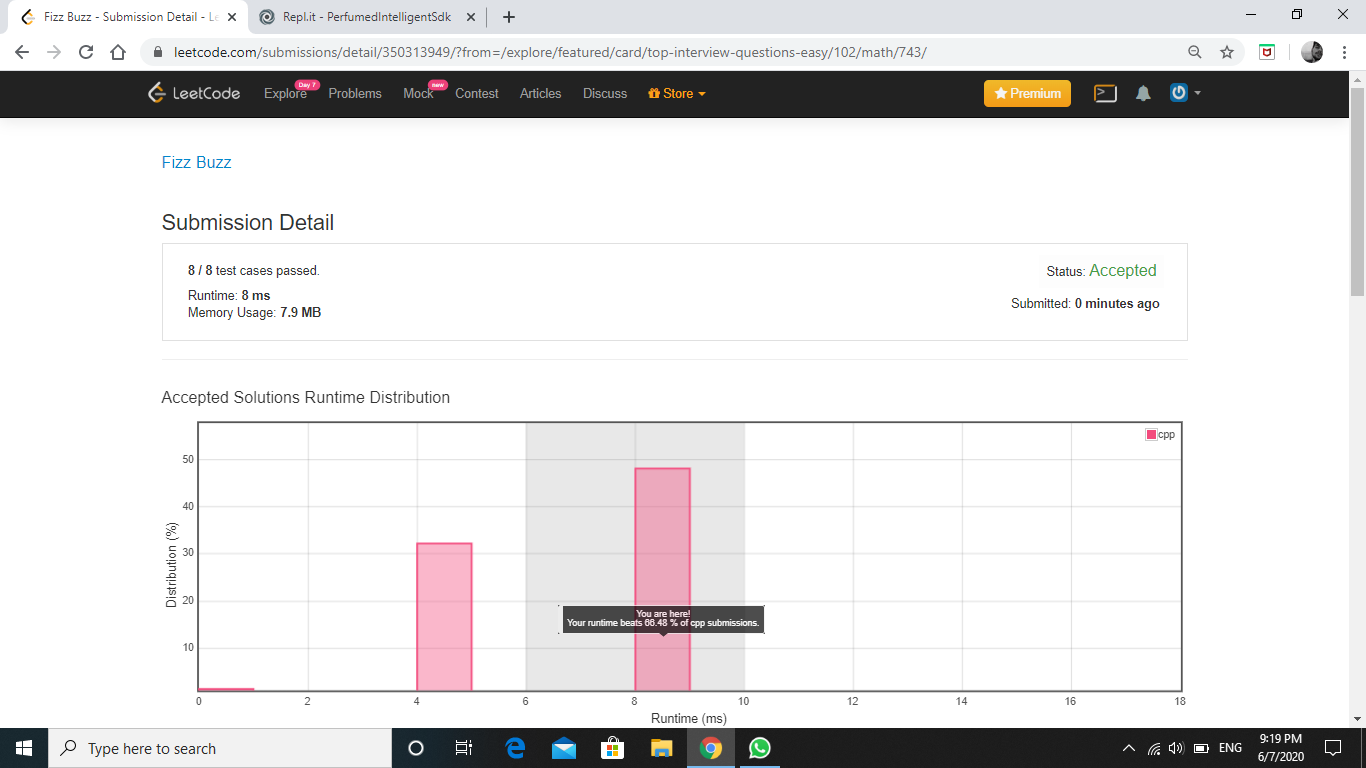 Fizz Buzz - Submission Detail - Le
Repl.it - PerfumedIntelligentSdk
leetcode.com/submissions/detail/350313949/?from=/explore/featured/card/top-interview-questions-easy/102/math/743/
LeetCode
Explore
Day 7
Problems
Mock
new
Contest
Articles
Discuss
Store
Premium
Fizz Buzz
Submission Detail
8 / 8 test cases passed.
Status: Accepted
Runtime: 8 ms
Submitted: 0 minutes ago
Memory Usage: 7.9 MB
Accepted Solutions Runtime Distribution
cpp
50
40
30
20
10
Distribution (%)
You are here!
Your runtime beats 66.48 % of cpp submissions.
0 2 4 6 8 10 12 14 16 18
Runtime (ms)
Type here to search
ENG
9:19 PM
6/7/2020